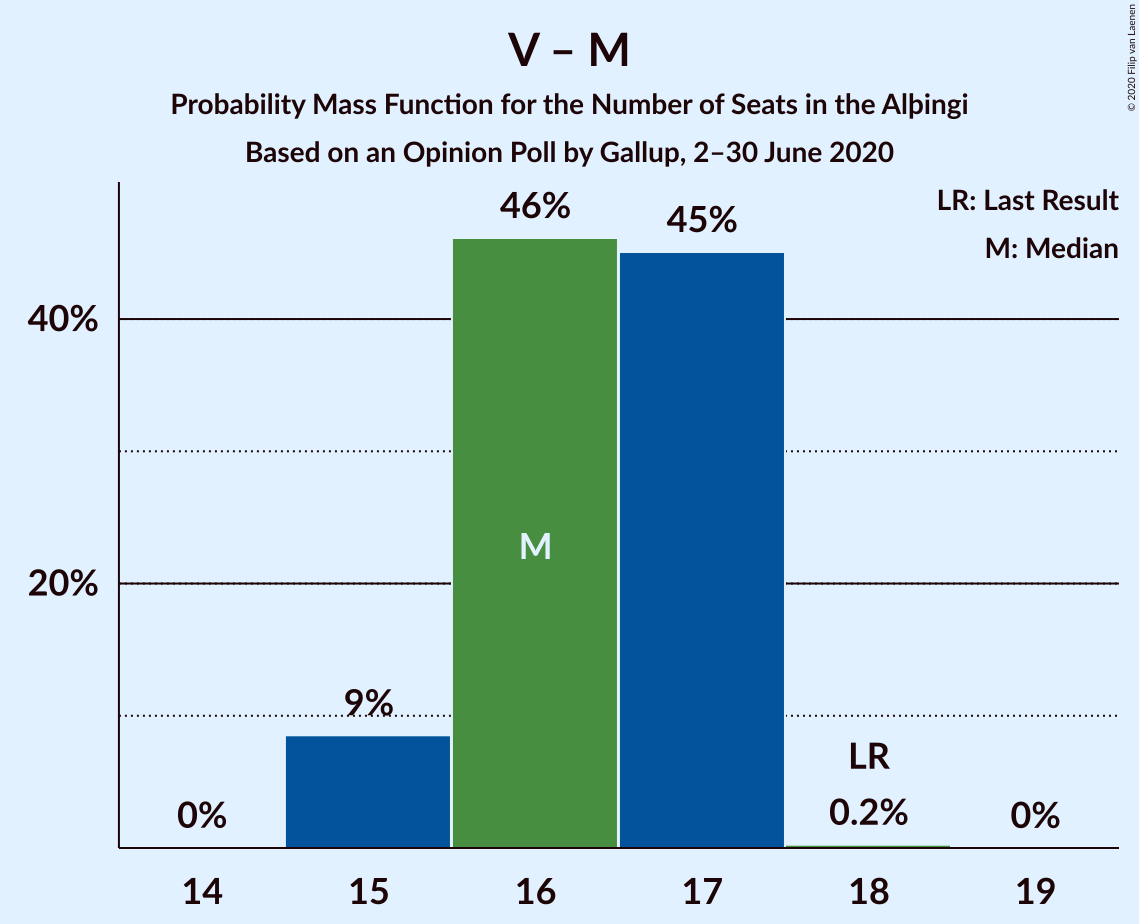 V – M
Probability Mass Function for the Number of Seats in the Alþingi
Based on an Opinion Poll by Gallup, 2–30 June 2020
© 2020 Filip van Laenen
LR: Last Result
M: Median
46%
45%
40%
M
20%
9%
LR
0%
0.2%
0%
14 15 16 17 18 19